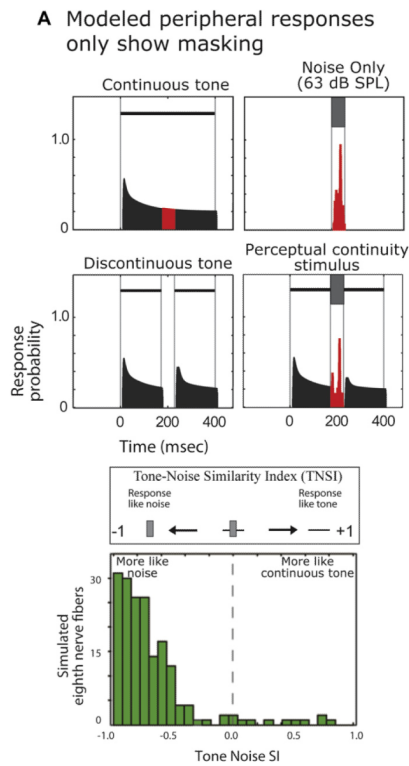 A Modeled peripheral responses
only show masking
Continuous tone
Noise Only
(63 dB SPL)
1.0
0
Discontinuous tone
Perceptual continuity
stimulus
1.0
0
Response
probability
0 200 400
0 200 400
Time (msec)
Tone-Noise Similarity Index (TNSI)
Response
like noise
Response
like tone
-1
+1
More like
noise
More like
continuous tone
30
15
0
Simulated
eighth nerve fibers
-1.0 -0.5 0.0 0.5 1.0
Tone Noise SI